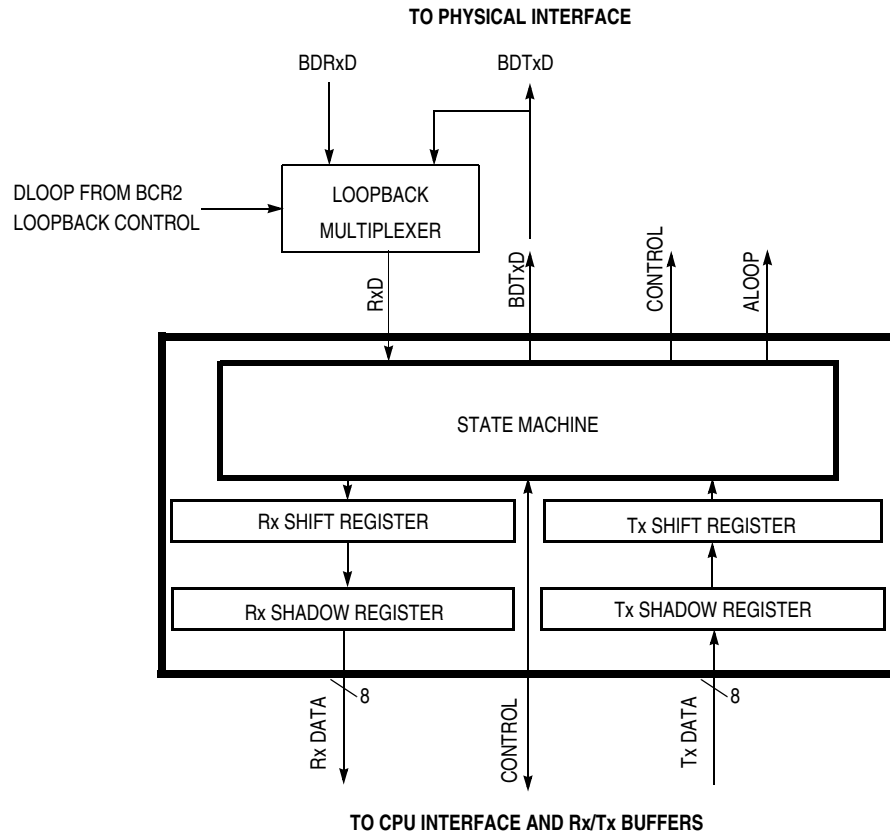 TO PHYSICAL INTERFACE
BDRxD
BDTxD
DLOOP FROM BCR2
LOOPBACK CONTROL
LOOPBACK
MULTIPLEXER
RxD
BDTxD
CONTROL
ALOOP
STATE MACHINE
Rx SHIFT REGISTER
Tx SHIFT REGISTER
Rx SHADOW REGISTER
Tx SHADOW REGISTER
8
8
Rx DATA
CONTROL
Tx DATA
TO CPU INTERFACE AND Rx/Tx BUFFERS